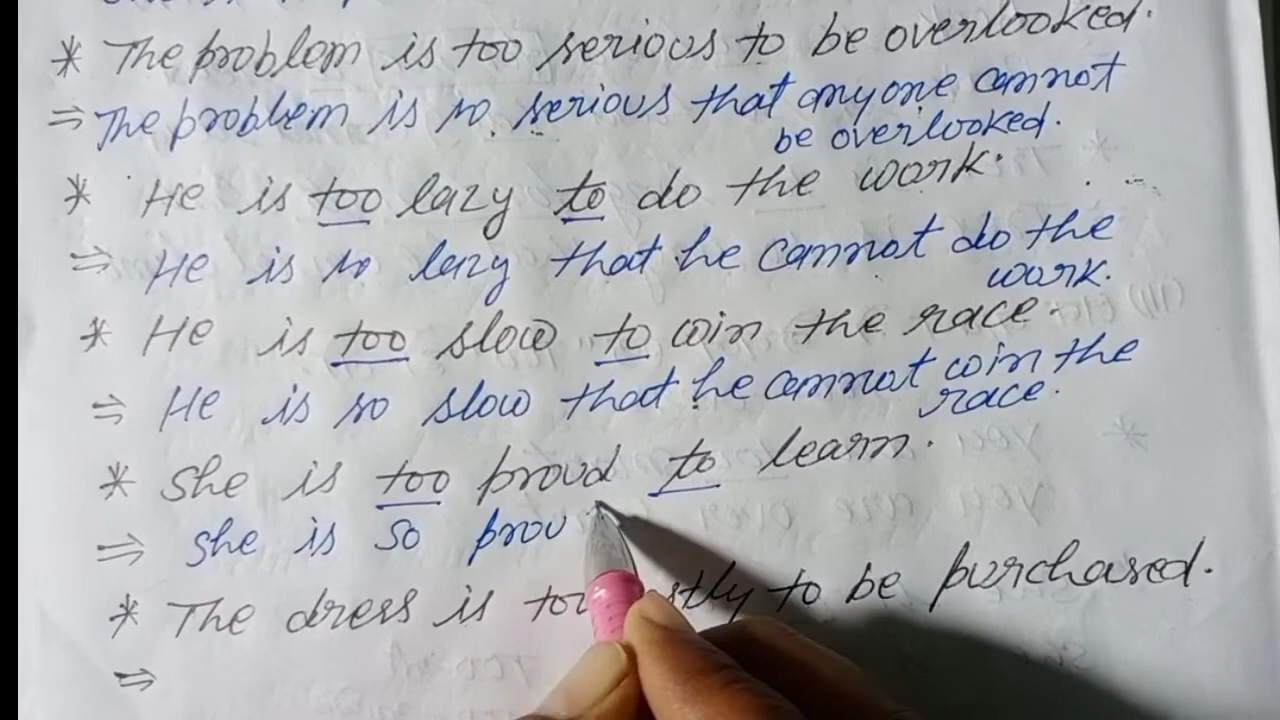 * The problem is too serious to be overlooked.
⇒ The problem is so serious that anyone cannot
be overlooked.
* He is too lazy to do the work.
⇒ He is so lazy that he cannot do the
work.
* He is too slow to win the race.
⇒ He is so slow that he cannot win the
race.
* She is too proud to learn.
⇒ she is so prou
* The dress is too stly to be purchased.
⇒